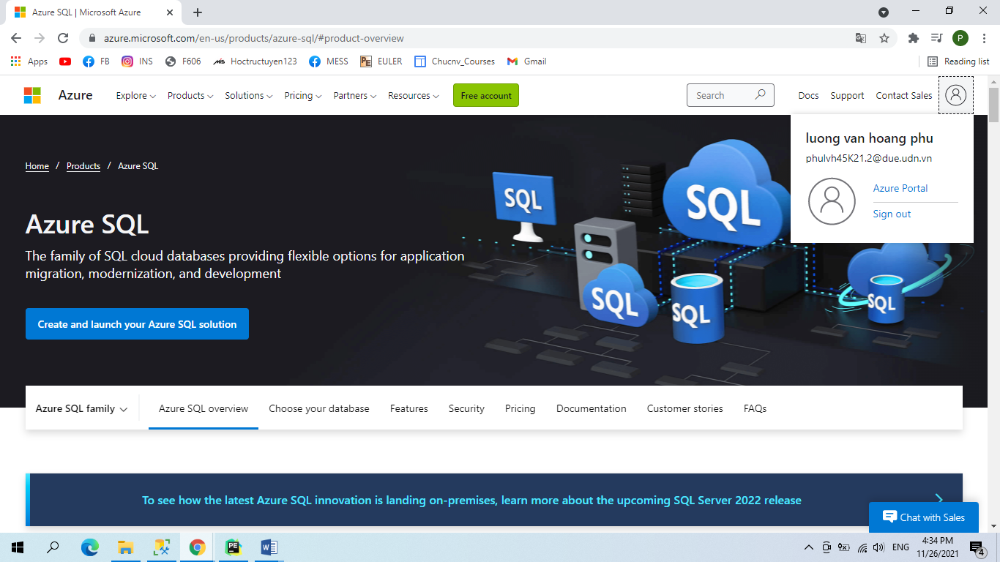 Azure SQL | Microsoft Azure
azure.microsoft.com/en-us/products/azure-sql/#product-overview
P
Apps
FB
INS
F606
Hoctructuyen123
MESS
PE
EULER
Chucnv_Courses
Gmail
Reading list
Azure
Explore
Products
Solutions
Pricing
Partners
Resources
Free account
Search
Docs
Support
Contact Sales
luong van hoang phu
phulvh45K21.2@due.udn.vn
Azure Portal
Sign out
Home / Products / Azure SQL
Azure SQL
The family of SQL cloud databases providing flexible options for application
migration, modernization, and development
Create and launch your Azure SQL solution
SQL
SQL
SQL
SQL
SQL
Azure SQL family
Azure SQL overview
Choose your database
Features
Security
Pricing
Documentation
Customer stories
FAQs
To see how the latest Azure SQL innovation is landing on-premises, learn more about the upcoming SQL Server 2022 release
Chat with Sales
PE
W
ENG
4:34 PM
11/26/2021
4